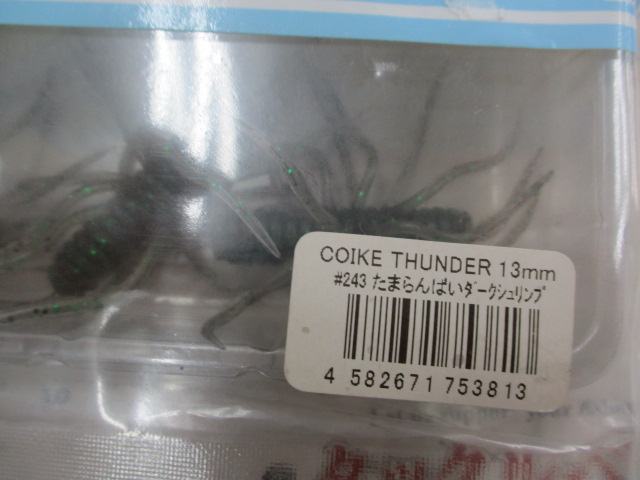 COIKE THUNDER 13mm
#243 たまらんばいﾀﾞｰｸシュリンプ
4 582671 753813